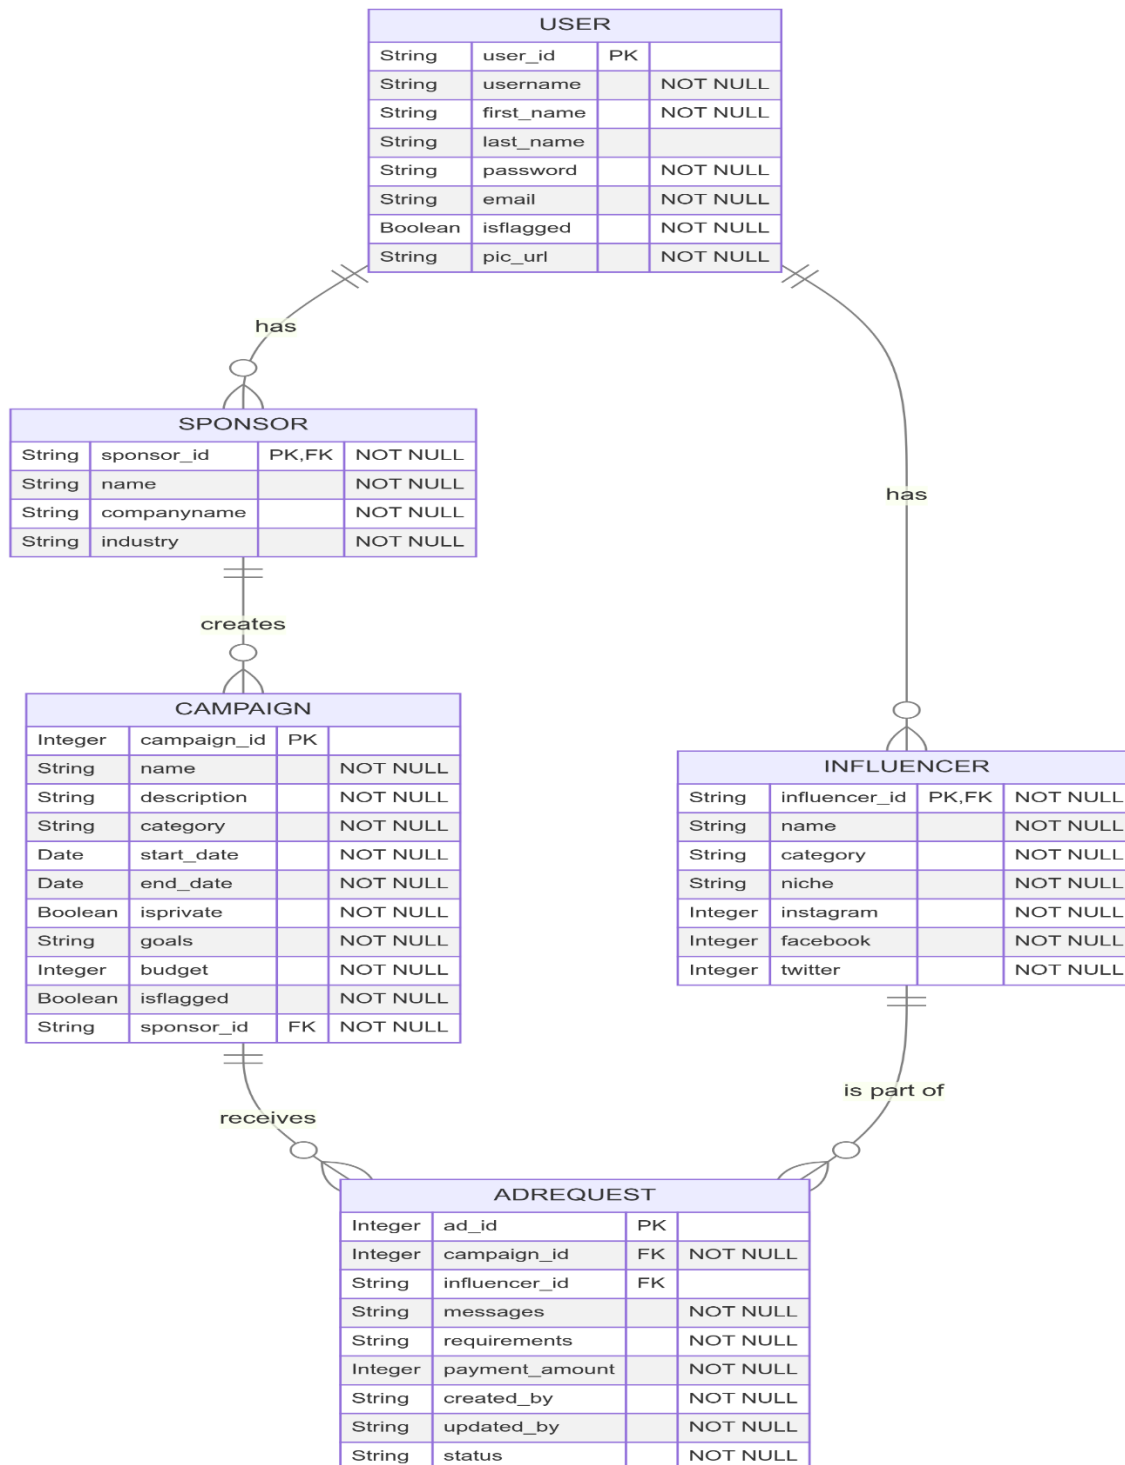 USER
String user_id PK
String username NOT NULL
String first_name NOT NULL
String last_name
String password NOT NULL
String email NOT NULL
Boolean isflagged NOT NULL
String pic_url NOT NULL
has
has
SPONSOR
String sponsor_id PK,FK NOT NULL
String name NOT NULL
String companyname NOT NULL
String industry NOT NULL
creates
CAMPAIGN
Integer campaign_id PK
String name NOT NULL
String description NOT NULL
String category NOT NULL
Date start_date NOT NULL
Date end_date NOT NULL
Boolean isprivate NOT NULL
String goals NOT NULL
Integer budget NOT NULL
Boolean isflagged NOT NULL
String sponsor_id FK NOT NULL
INFLUENCER
String influencer_id PK,FK NOT NULL
String name NOT NULL
String category NOT NULL
String niche NOT NULL
Integer instagram NOT NULL
Integer facebook NOT NULL
Integer twitter NOT NULL
receives
is part of
ADREQUEST
Integer ad_id PK
Integer campaign_id FK NOT NULL
String influencer_id FK
String messages NOT NULL
String requirements NOT NULL
Integer payment_amount NOT NULL
String created_by NOT NULL
String updated_by NOT NULL
String status NOT NULL